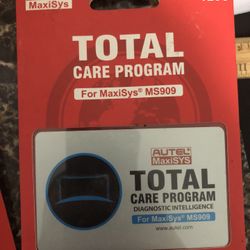 MaxiSys
TOTAL
CARE PROGRAM
For MaxiSys® MS909
AUTEL®
MaxiSYS
TOTAL
CARE PROGRAM
DIAGNOSTIC INTELLIGENCE
For MaxiSys® MS909
www.autel.com